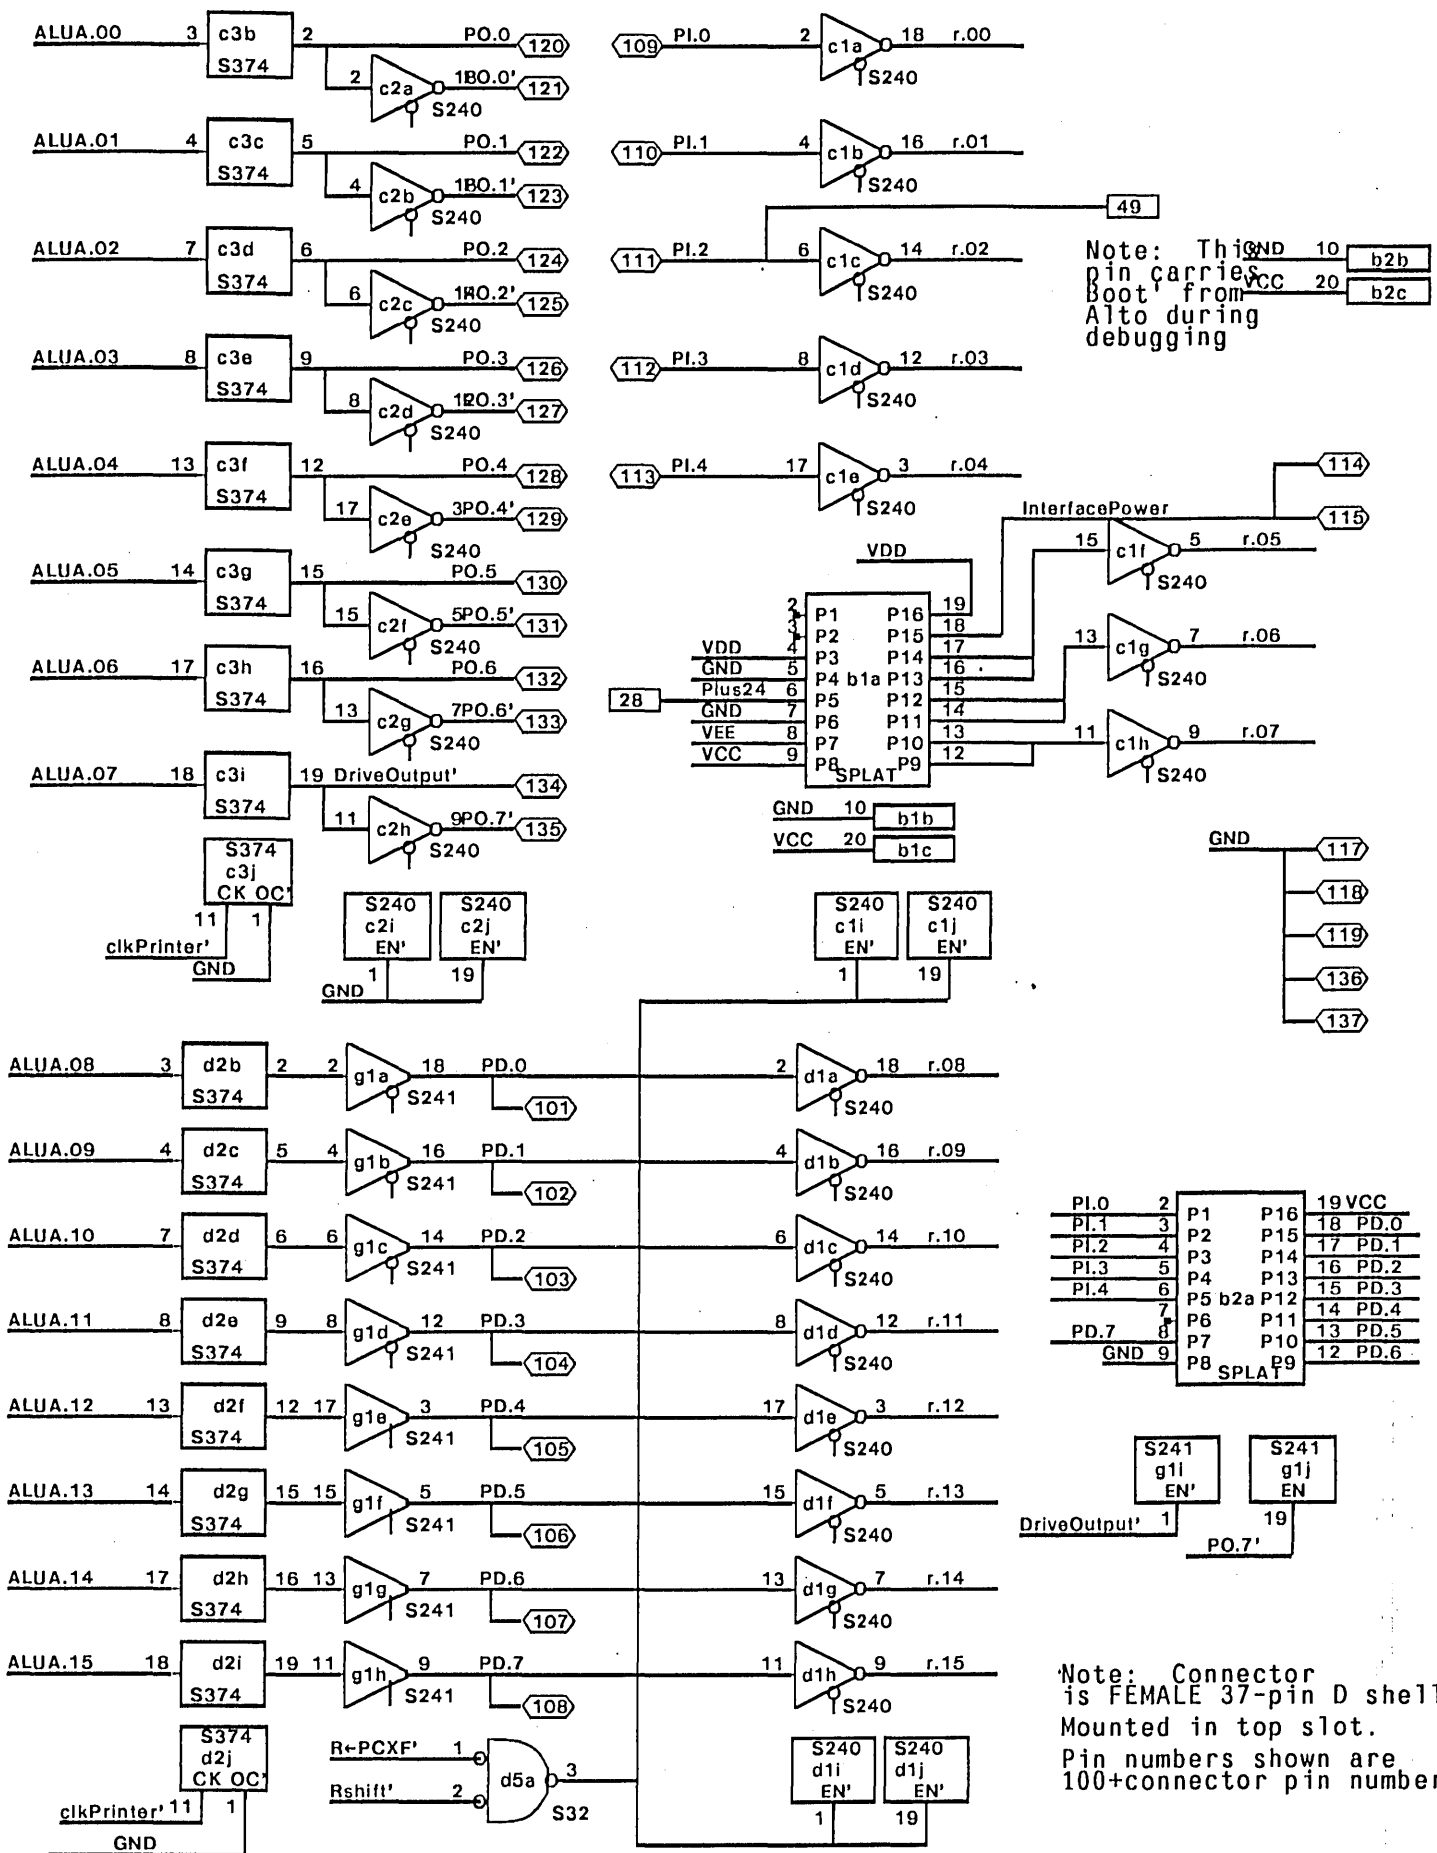 ALUA.00 3 c3b S374 2 PO.0 120
2 c2a S240 18 PO.0' 121
ALUA.01 4 c3c S374 5 PO.1 122
4 c2b S240 PO.1' 123
ALUA.02 7 c3d S374 6 PO.2 124
6 c2c S240 PO.2' 125
ALUA.03 8 c3e S374 9 PO.3 126
8 c2d S240 PO.3' 127
ALUA.04 13 c3f S374 12 PO.4 128
17 c2e S240 3 PO.4' 129
ALUA.05 14 c3g S374 15 PO.5 130
15 c2f S240 5 PO.5' 131
ALUA.06 17 c3h S374 16 PO.6 132
13 c2g S240 7 PO.6' 133
ALUA.07 18 c3i S374 19 DriveOutput' 134
11 c2h S240 9 PO.7' 135
S374
c3j
CK OC'
11 1
clkPrinter'
GND
S240
c2i
EN'
1
S240
c2j
EN'
19
GND
109 PI.0 2 c1a S240 18 r.00
110 PI.1 4 c1b S240 16 r.01
49
111 PI.2 6 c1c S240 14 r.02
112 PI.3 8 c1d S240 12 r.03
113 PI.4 17 c1e S240 3 r.04
Note: This
pin carries
Boot' from
Alto during
debugging
GND 10 b2b
VCC 20 b2c
114
InterfacePower 115
15 c1f S240 5 r.05
13 c1g S240 7 r.06
11 c1h S240 9 r.07
VDD
2 P1 P16 19
3 P2 P15 18
VDD 4 P3 P14 17
GND 5 P4 b1a P13 16
28 Plus24 6 P5 P12 15
GND 7 P6 P11 14
VEE 8 P7 P10 13
VCC 9 P8 P9 12
SPLAT
GND 10 b1b
VCC 20 b1c
GND 117
118
119
136
137
S240
c1i
EN'
1
S240
c1j
EN'
19
ALUA.08 3 d2b S374 2 2 g1a S241 18 PD.0 101 2 d1a S240 18 r.08
ALUA.09 4 d2c S374 5 4 g1b S241 16 PD.1 102 4 d1b S240 16 r.09
ALUA.10 7 d2d S374 6 6 g1c S241 14 PD.2 103 6 d1c S240 14 r.10
ALUA.11 8 d2e S374 9 8 g1d S241 12 PD.3 104 8 d1d S240 12 r.11
ALUA.12 13 d2f S374 12 17 g1e S241 3 PD.4 105 17 d1e S240 3 r.12
ALUA.13 14 d2g S374 15 15 g1f S241 5 PD.5 106 15 d1f S240 5 r.13
ALUA.14 17 d2h S374 16 13 g1g S241 7 PD.6 107 13 d1g S240 7 r.14
ALUA.15 18 d2i S374 19 11 g1h S241 9 PD.7 108 11 d1h S240 9 r.15
PI.0 2 P1 P16 19 VCC
PI.1 3 P2 P15 18 PD.0
PI.2 4 P3 P14 17 PD.1
PI.3 5 P4 P13 16 PD.2
PI.4 6 P5 b2a P12 15 PD.3
7 P6 P11 14 PD.4
PD.7 8 P7 P10 13 PD.5
GND 9 P8 P9 12 PD.6
SPLAT
S241
g1i
EN'
1
DriveOutput'
S241
g1j
EN
19
PO.7'
S374
d2j
CK OC'
clkPrinter' 11 1
GND
R←PCXF' 1
Rshift' 2
d5a 3
S32
S240
d1i
EN'
1
S240
d1j
EN'
19
Note: Connector
is FEMALE 37-pin D shell
Mounted in top slot.
Pin numbers shown are
100+connector pin number